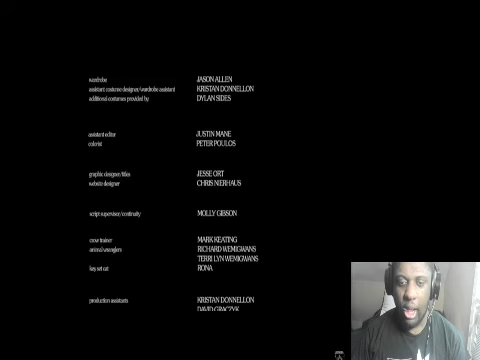 wardrobe JASON ALLEN
assistant costume designer/wardrobe assistant KRISTAN DONNELLON
additional costumes provided by DYLAN SIDES
assistant editor JUSTIN MANE
colorist PETER POULOS
graphic designer/titles JESSE ORT
website designer CHRIS NIERHAUS
script supervisor/continuity MOLLY GIBSON
crow trainer MARK KEATING
animal wranglers RICHARD WEMIGWANS
TERRI LYN WEMIGWANS
key set cat RONA
production assistants KRISTAN DONNELLON
DAVID GRACZYK